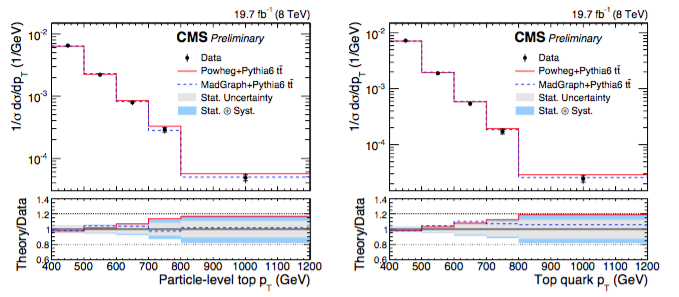 19.7 fb⁻¹ (8 TeV)
CMS Preliminary
Data
Powheg+Pythia6 tt̄
MadGraph+Pythia6 tt̄
Stat. Uncertainty
Stat. ⊕ Syst.
1/σ dσ/dp_T (1/GeV)
10⁻²
10⁻³
10⁻⁴
Theory/Data
1.4
1.2
1
0.8
0.6
400 500 600 700 800 900 1000 1100 1200
Particle-level top p_T (GeV)
19.7 fb⁻¹ (8 TeV)
CMS Preliminary
Data
Powheg+Pythia6 tt̄
MadGraph+Pythia6 tt̄
Stat. Uncertainty
Stat. ⊕ Syst.
1/σ dσ/dp_T (1/GeV)
10⁻²
10⁻³
10⁻⁴
Theory/Data
1.4
1.2
1
0.8
0.6
400 500 600 700 800 900 1000 1100 1200
Top quark p_T (GeV)